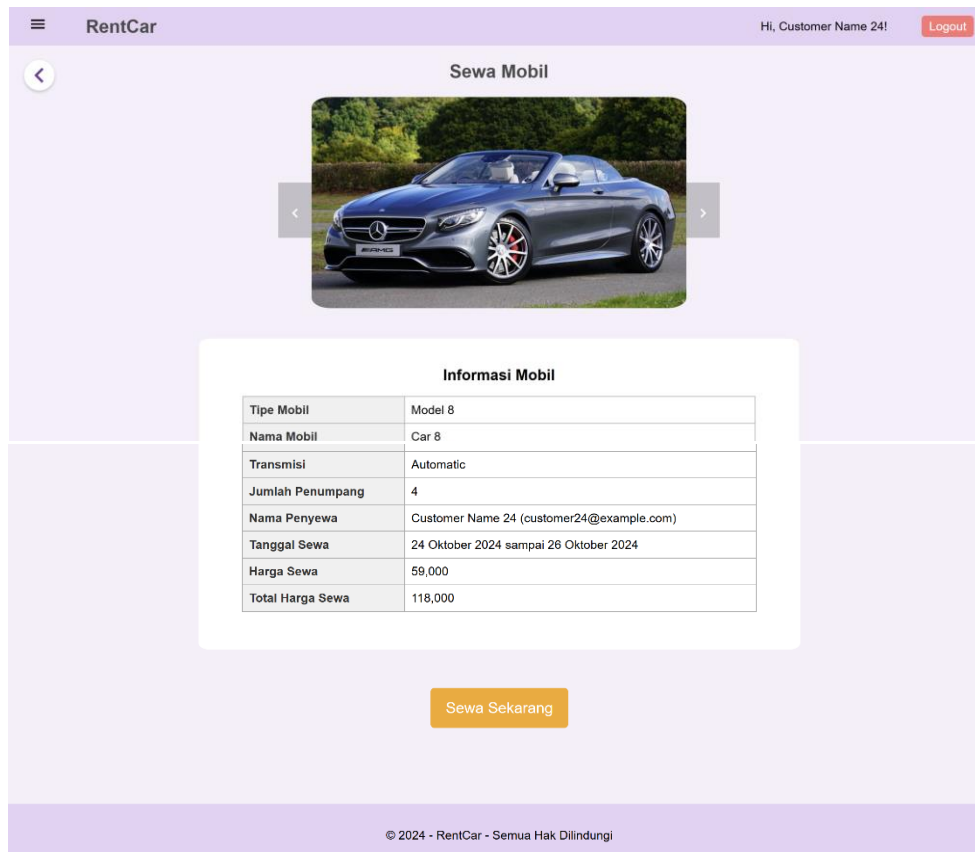 RentCar Hi, Customer Name 24! Logout
Sewa Mobil
AMG
Informasi Mobil
Tipe Mobil Model 8
Nama Mobil Car 8
Transmisi Automatic
Jumlah Penumpang 4
Nama Penyewa Customer Name 24 (customer24@example.com)
Tanggal Sewa 24 Oktober 2024 sampai 26 Oktober 2024
Harga Sewa 59,000
Total Harga Sewa 118,000
Sewa Sekarang
© 2024 - RentCar - Semua Hak Dilindungi